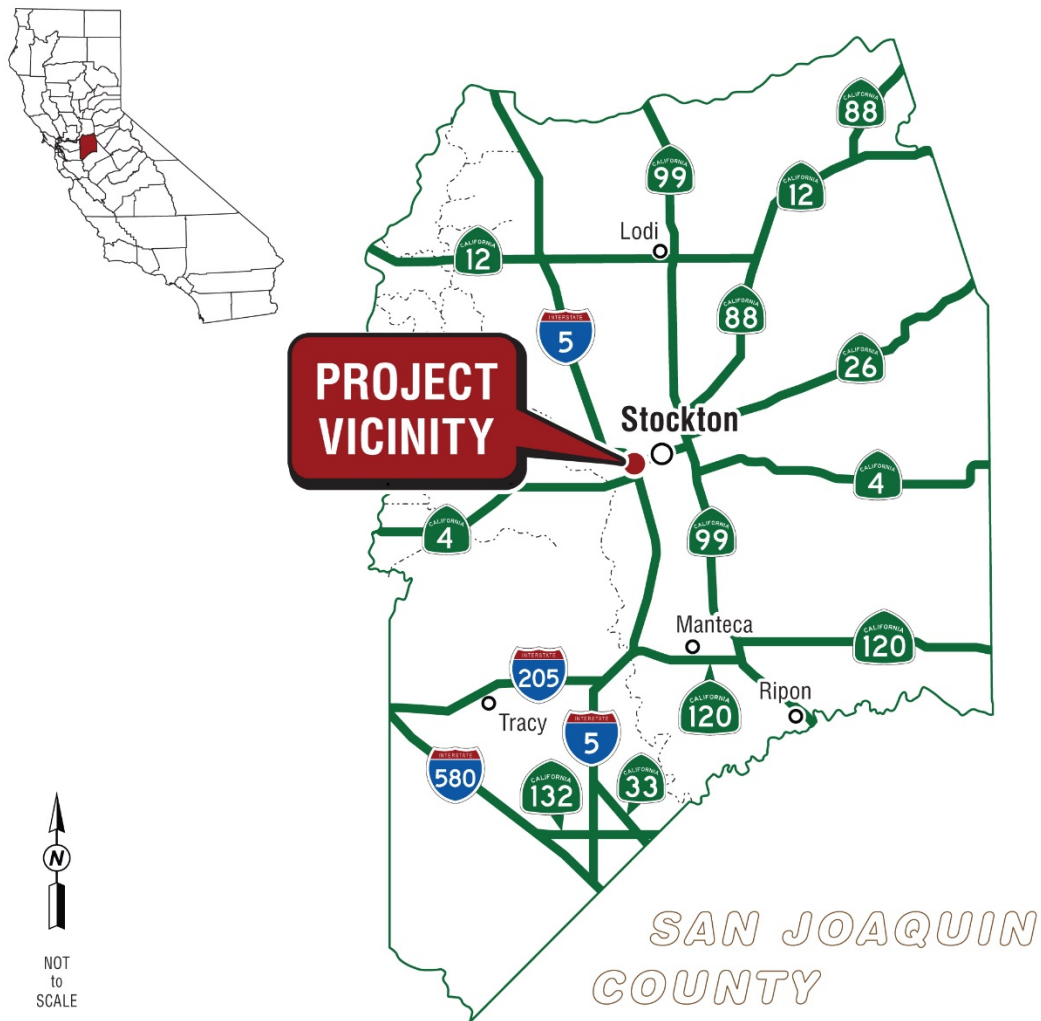 CALIFORNIA
88
CALIFORNIA
99
CALIFORNIA
12
Lodi
CALIFORNIA
12
CALIFORNIA
88
INTERSTATE
5
CALIFORNIA
26
PROJECT
VICINITY
Stockton
CALIFORNIA
4
CALIFORNIA
4
CALIFORNIA
99
Manteca
CALIFORNIA
120
INTERSTATE
205
Tracy
CALIFORNIA
120
Ripon
INTERSTATE
5
INTERSTATE
580
CALIFORNIA
132
CALIFORNIA
33
N
NOT
to
SCALE
SAN JOAQUIN
COUNTY